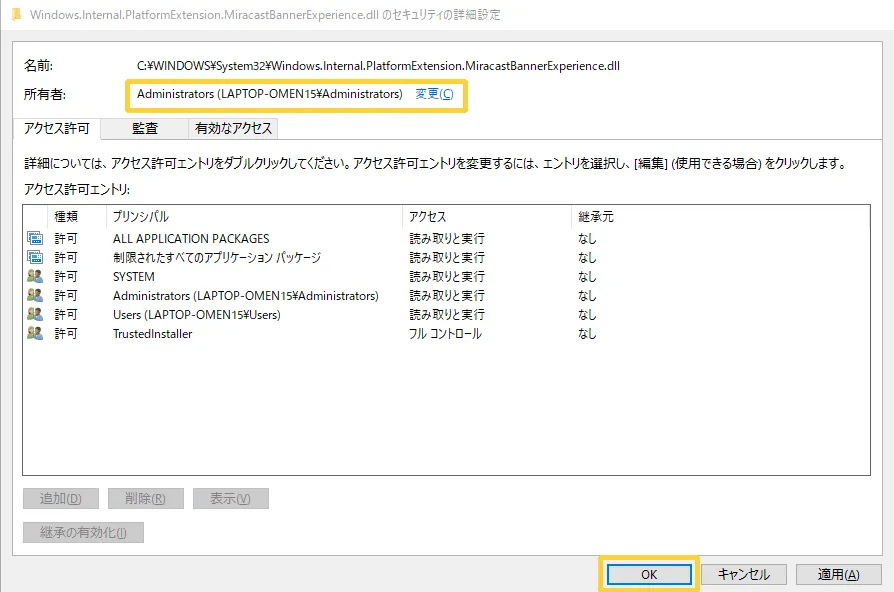 Windows.Internal.PlatformExtension.MiracastBannerExperience.dll のセキュリティの詳細設定
名前: C:¥WINDOWS¥System32¥Windows.Internal.PlatformExtension.MiracastBannerExperience.dll
所有者: Administrators (LAPTOP-OMEN15¥Administrators) 変更(C)
アクセス許可 監査 有効なアクセス
詳細については、アクセス許可エントリをダブルクリックしてください。アクセス許可エントリを変更するには、エントリを選択し、[編集] (使用できる場合) をクリックします。
アクセス許可エントリ:
種類 プリンシパル アクセス 継承元
許可 ALL APPLICATION PACKAGES 読み取りと実行 なし
許可 制限されたすべてのアプリケーション パッケージ 読み取りと実行 なし
許可 SYSTEM 読み取りと実行 なし
許可 Administrators (LAPTOP-OMEN15¥Administrators) 読み取りと実行 なし
許可 Users (LAPTOP-OMEN15¥Users) 読み取りと実行 なし
許可 TrustedInstaller フル コントロール なし
追加(D) 削除(R) 表示(V)
継承の有効化(I)
OK キャンセル 適用(A)